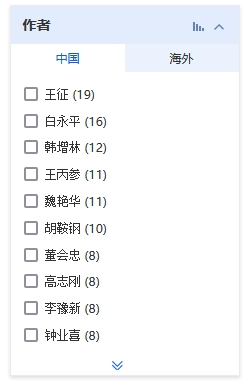 作者
中国 海外
王征 (19)
白永平 (16)
韩增林 (12)
王丙参 (11)
魏艳华 (11)
胡鞍钢 (10)
董会忠 (8)
高志刚 (8)
李豫新 (8)
钟业喜 (8)